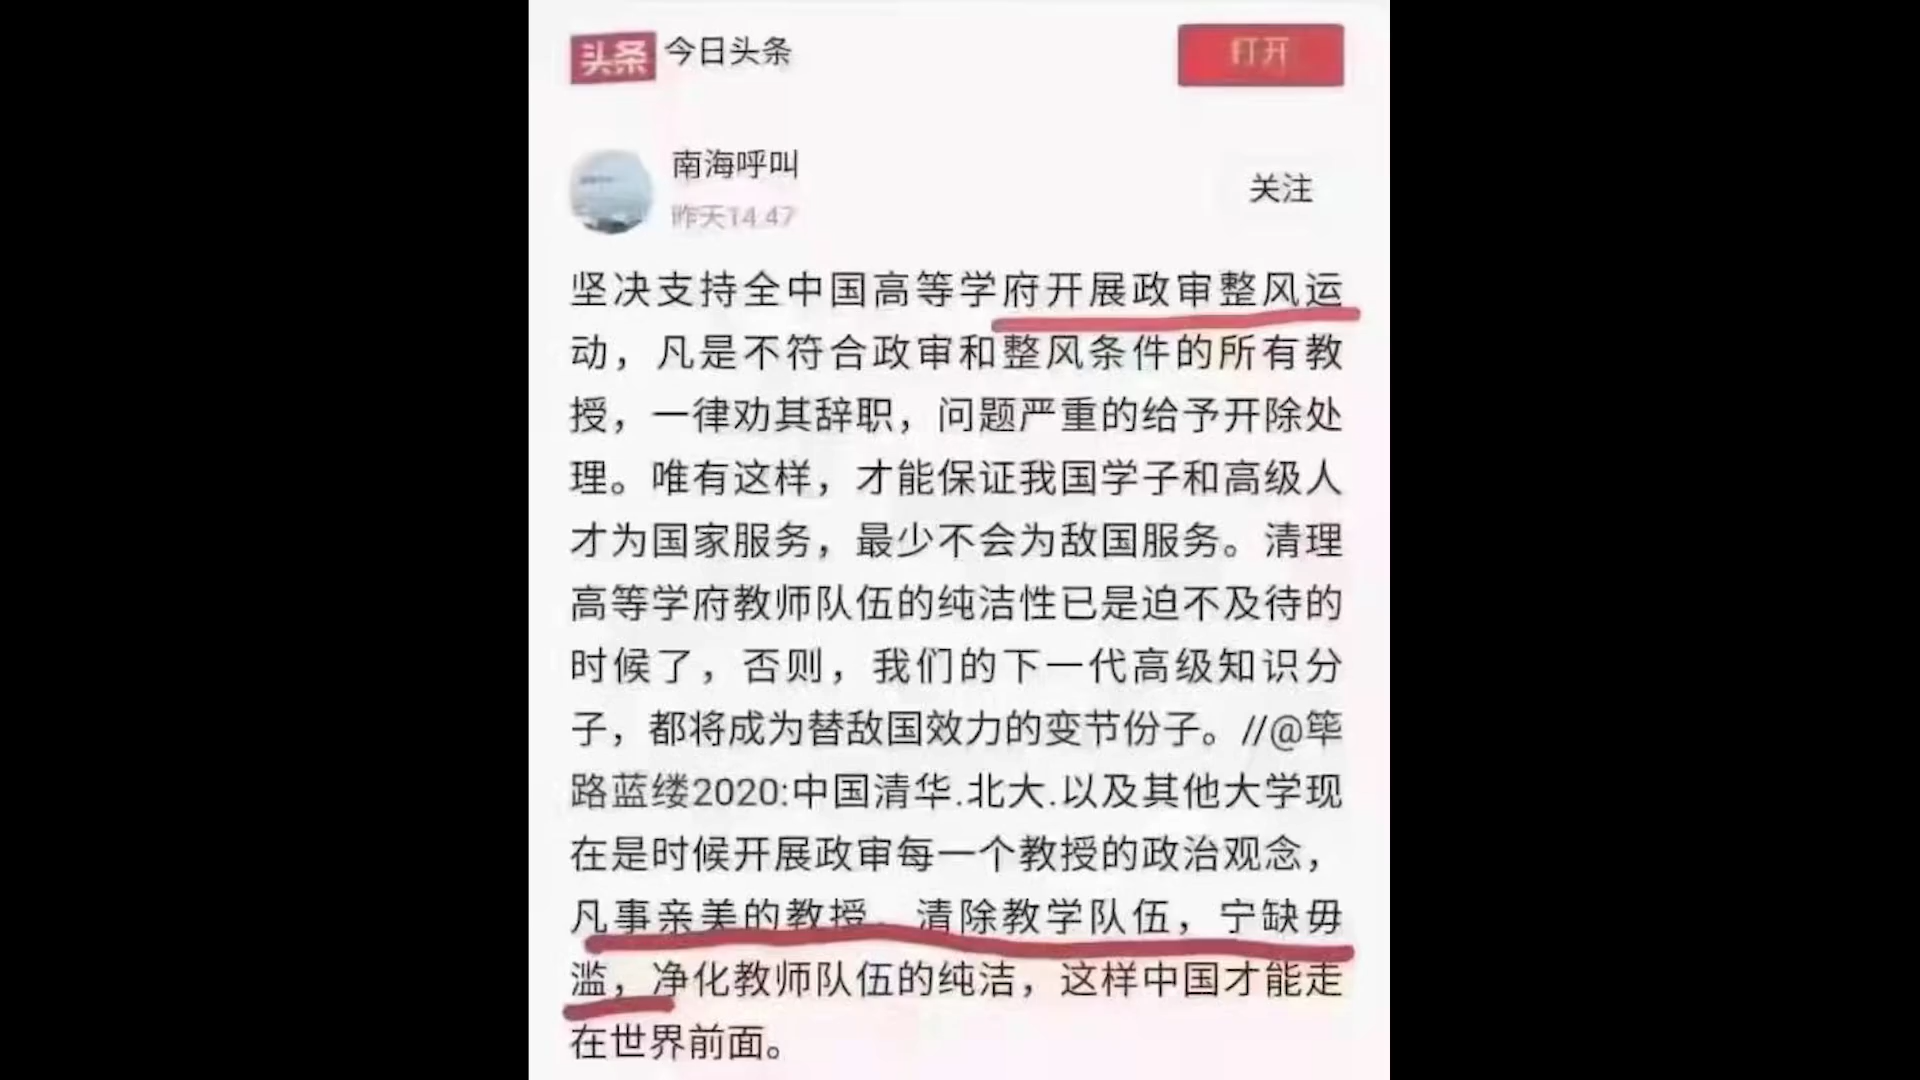 头条 今日头条
打开
南海呼叫
昨天14:47
关注
坚决支持全中国高等学府开展政审整风运
动，凡是不符合政审和整风条件的所有教
授，一律劝其辞职，问题严重的给予开除处
理。唯有这样，才能保证我国学子和高级人
才为国家服务，最少不会为敌国服务。清理
高等学府教师队伍的纯洁性已是迫不及待的
时候了，否则，我们的下一代高级知识分
子，都将成为替敌国效力的变节份子。//@筚
路蓝缕2020:中国清华.北大.以及其他大学现
在是时候开展政审每一个教授的政治观念，
凡事亲美的教授，清除教学队伍，宁缺毋
滥，净化教师队伍的纯洁，这样中国才能走
在世界前面。